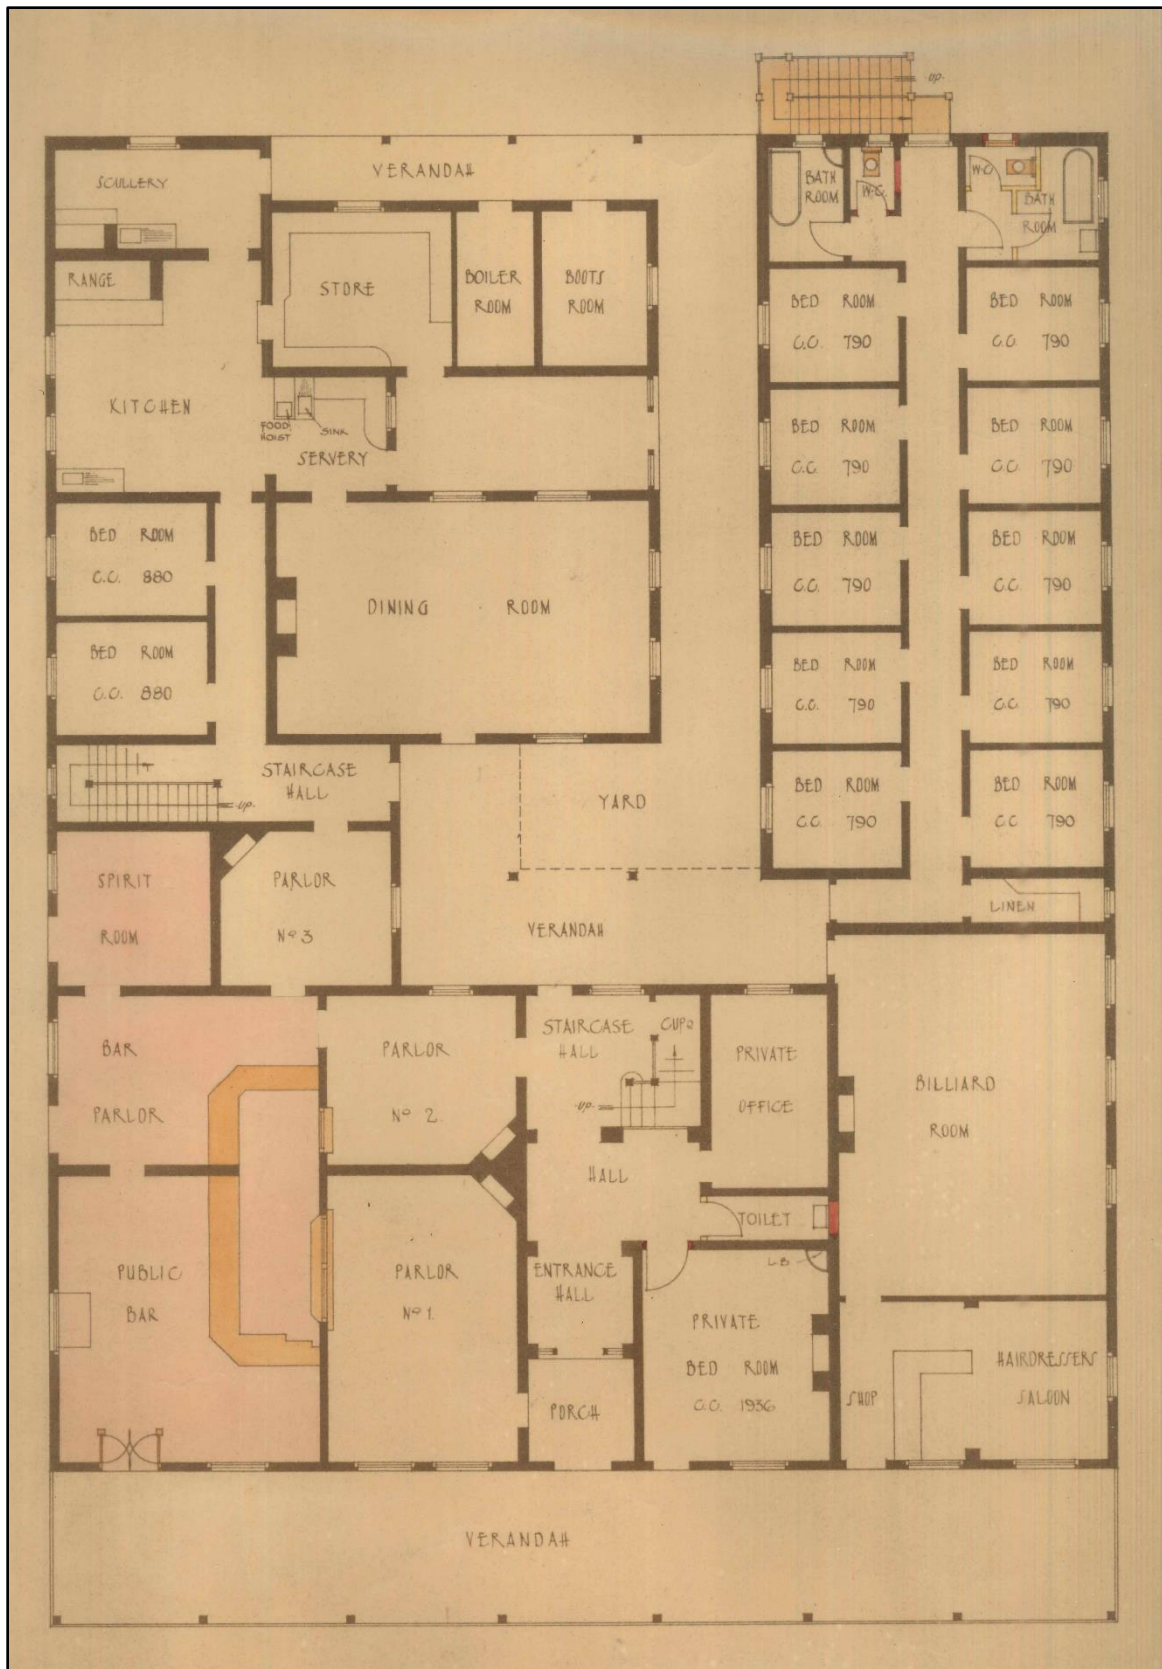 UP.
VERANDAH
SCULLERY
BATH
ROOM
W.C.
W.C.
BATH
ROOM
RANGE
STORE
BOILER
ROOM
BOOTS
ROOM
BED ROOM
C.C. 790
BED ROOM
C.C. 790
KITCHEN
FOOD
HOIST
SINK
SERVERY
BED ROOM
C.C. 790
BED ROOM
C.C. 790
BED ROOM
C.C. 880
DINING ROOM
BED ROOM
C.C. 790
BED ROOM
C.C. 790
BED ROOM
C.C. 880
BED ROOM
C.C. 790
BED ROOM
C.C. 790
STAIRCASE
HALL
UP.
YARD
BED ROOM
C.C. 790
BED ROOM
C.C 790
SPIRIT
ROOM
PARLOR
No 3
VERANDAH
LINEN
BAR
PARLOR
PARLOR
No 2.
STAIRCASE
HALL
CUPD
UP.
PRIVATE
OFFICE
BILLIARD
ROOM
HALL
TOILET
PUBLIC
BAR
PARLOR
No 1.
ENTRANCE
HALL
L.B
PRIVATE
BED ROOM
C.C. 1936
PORCH
SHOP
HAIRDRESSERS
SALOON
VERANDAH